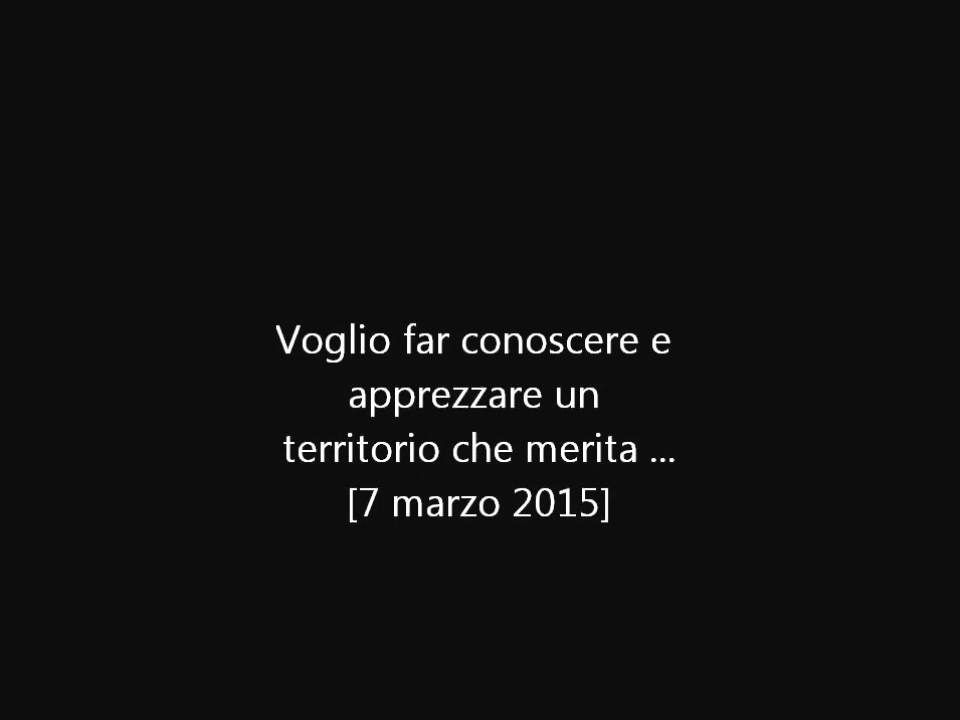 Voglio far conoscere e
apprezzare un
territorio che merita ...
[7 marzo 2015]